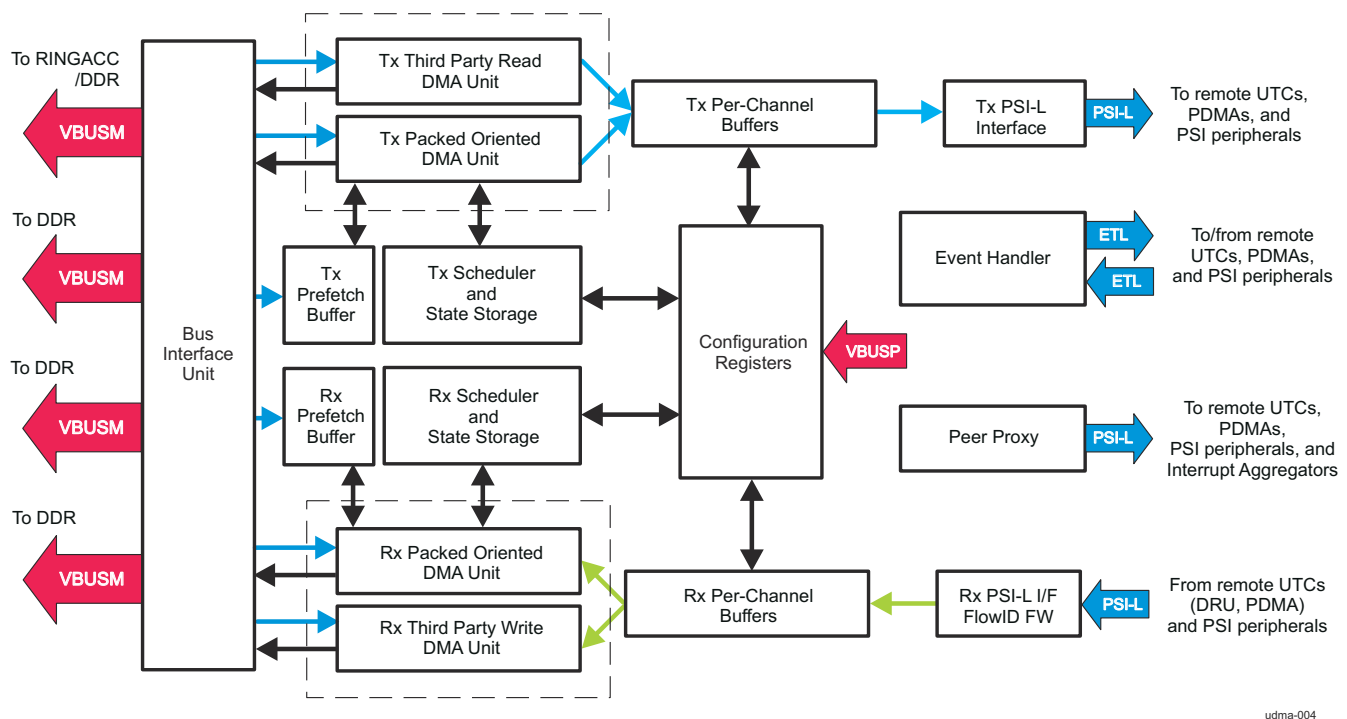 To RINGACC
/DDR
VBUSM
To DDR
VBUSM
To DDR
VBUSM
To DDR
VBUSM
Bus
Interface
Unit
Tx Third Party Read
DMA Unit
Tx Packed Oriented
DMA Unit
Tx
Prefetch
Buffer
Tx Scheduler
and
State Storage
Rx
Prefetch
Buffer
Rx Scheduler
and
State Storage
Rx Packed Oriented
DMA Unit
Rx Third Party Write
DMA Unit
Tx Per-Channel
Buffers
Configuration
Registers
VBUSP
Rx Per-Channel
Buffers
Tx PSI-L
Interface
PSI-L
To remote UTCs,
PDMAs, and
PSI peripherals
Event Handler
ETL
ETL
To/from remote
UTCs, PDMAs,
and PSI peripherals
Peer Proxy
PSI-L
To remote UTCs,
PDMAs,
PSI peripherals, and
Interrupt Aggregators
Rx PSI-L I/F
FlowID FW
PSI-L
From remote UTCs
(DRU, PDMA)
and PSI peripherals
udma-004